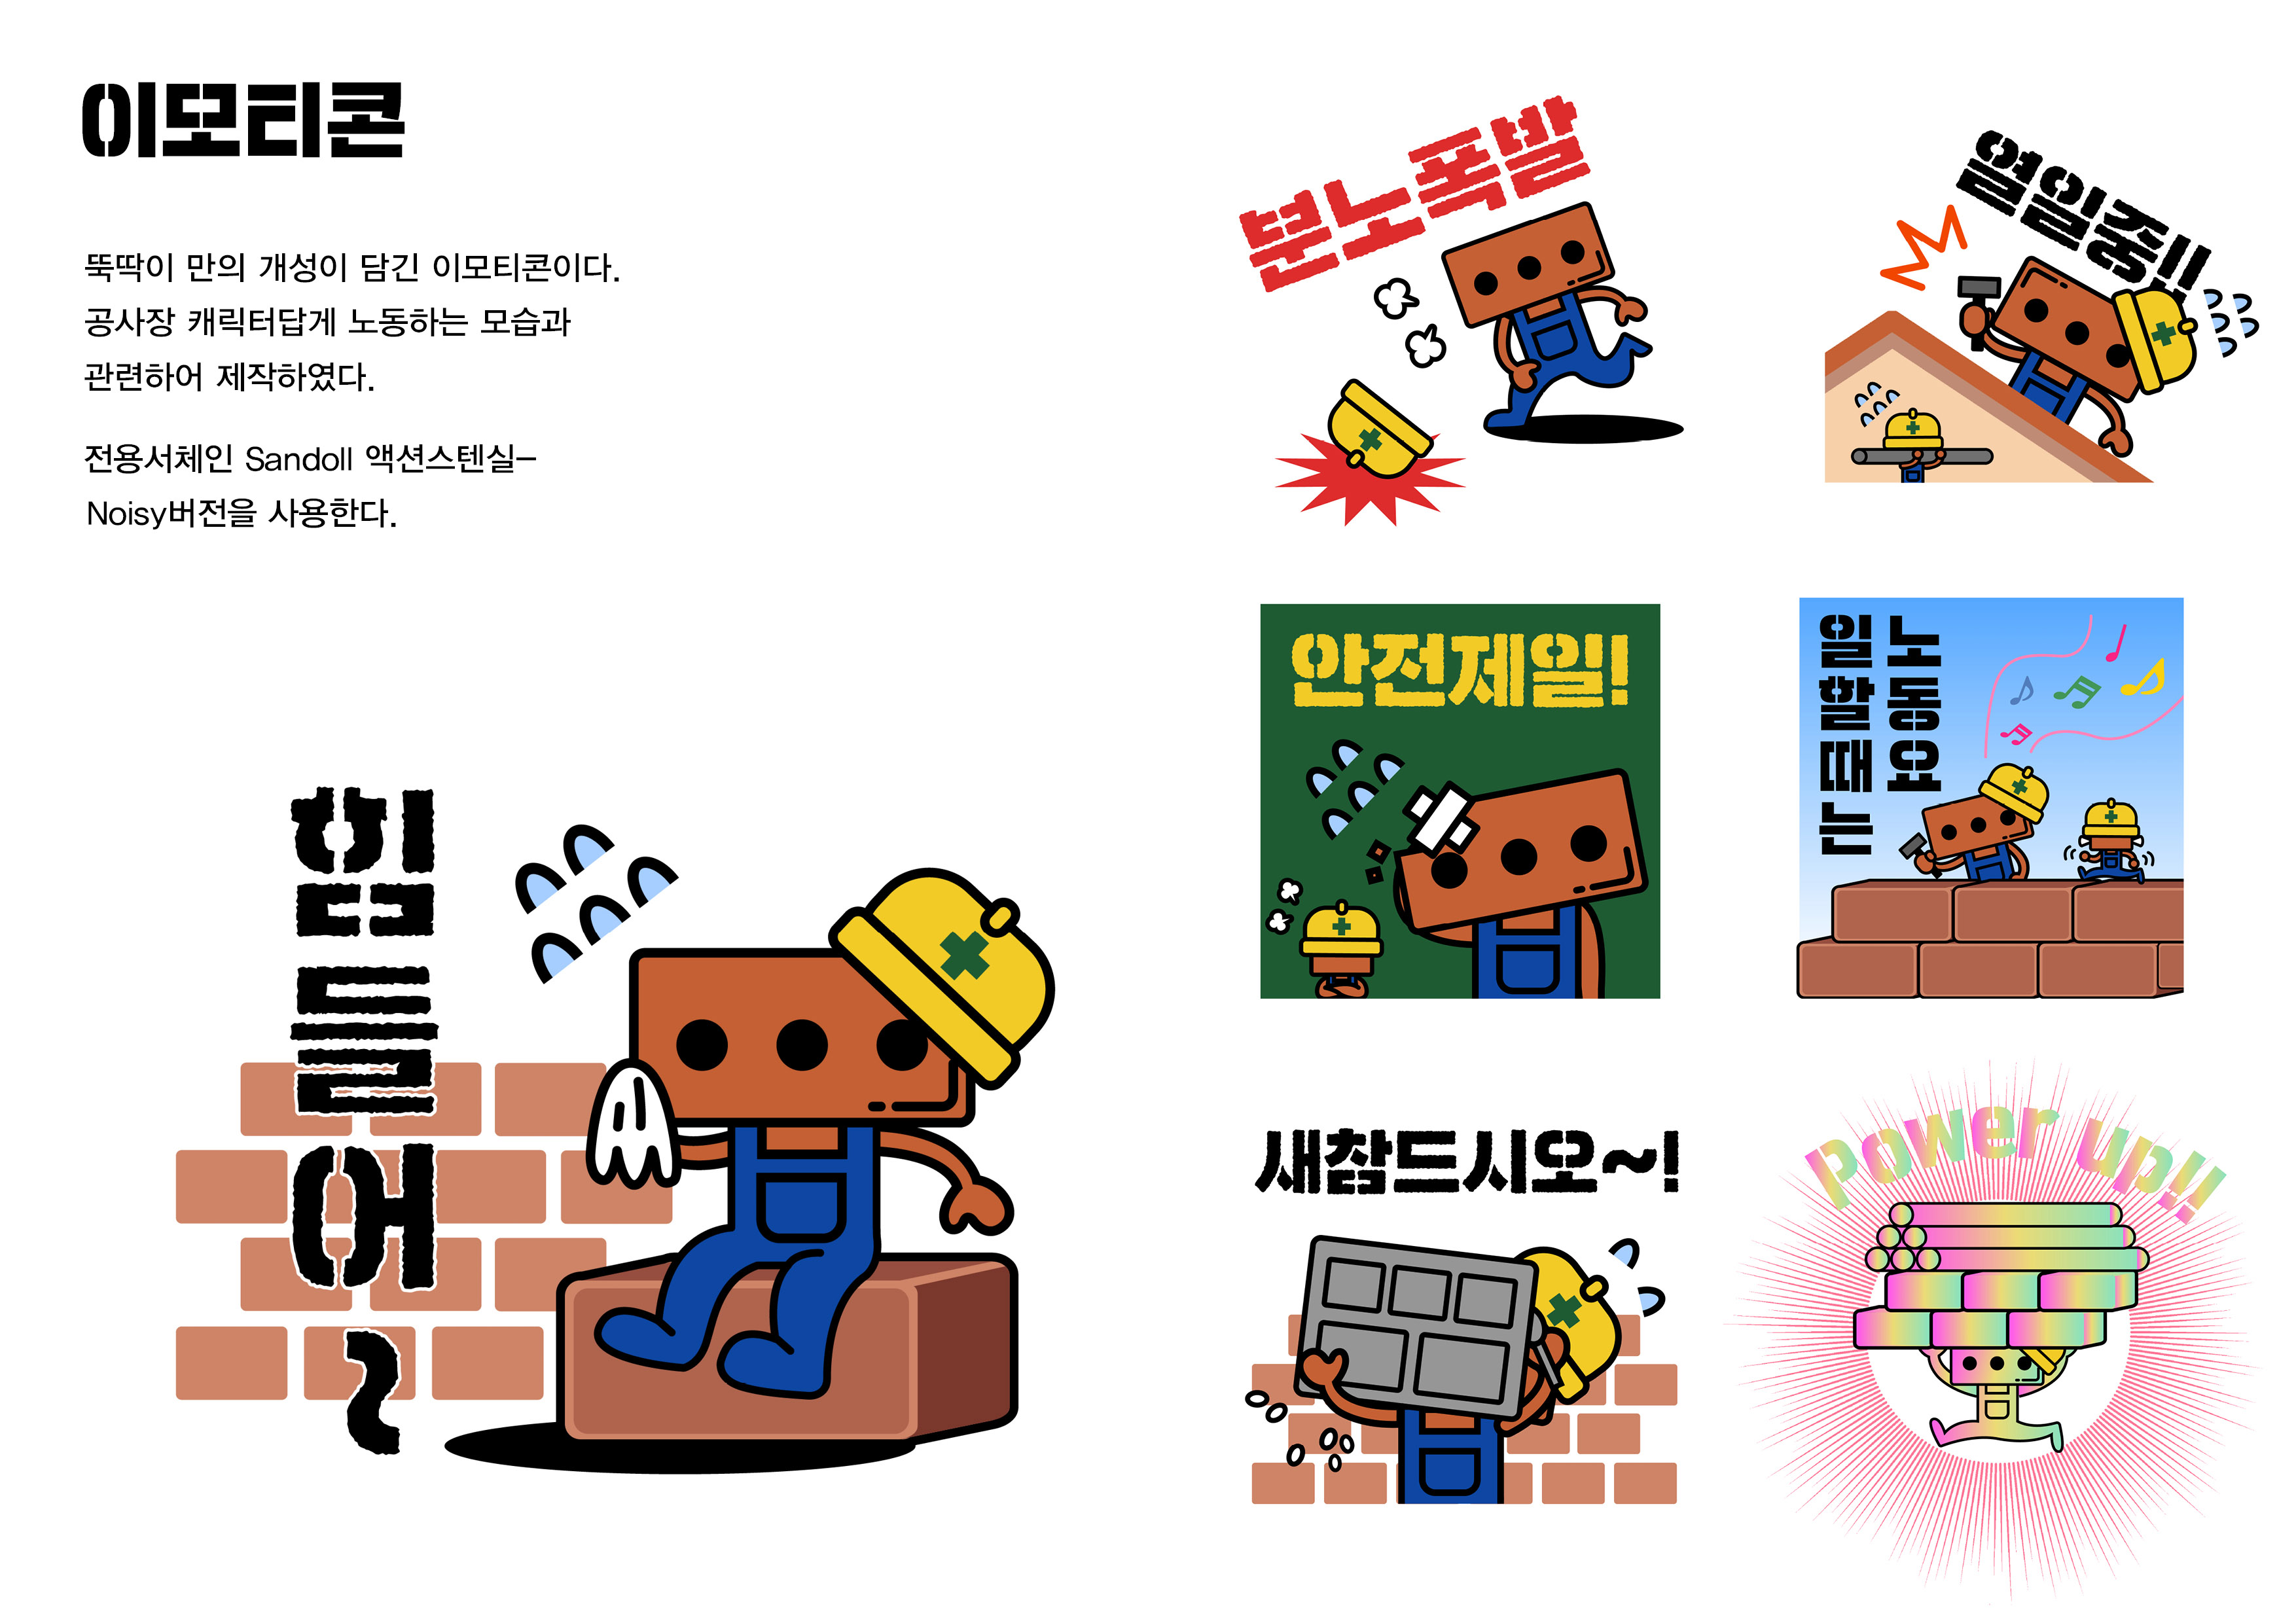 이모티콘
뚝딱이 만의 개성이 담긴 이모티콘이다.
공사장 캐릭터답게 노동하는 모습과
관련하어 제작하였다.
전용서체인 Sandoll 액션스텐실–
Noisy버전을 사용한다.
힘들어~
분노폭발
열일중!!
안전제일!
일할때는
노동요
새참드시오~!
power up!!